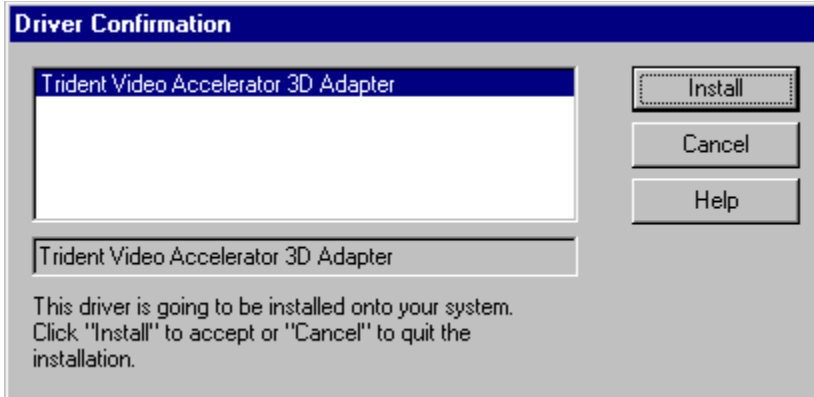 Driver Confirmation
Trident Video Accelerator 3D Adapter
Install
Cancel
Help
Trident Video Accelerator 3D Adapter
This driver is going to be installed onto your system.
Click "Install" to accept or "Cancel" to quit the
installation.